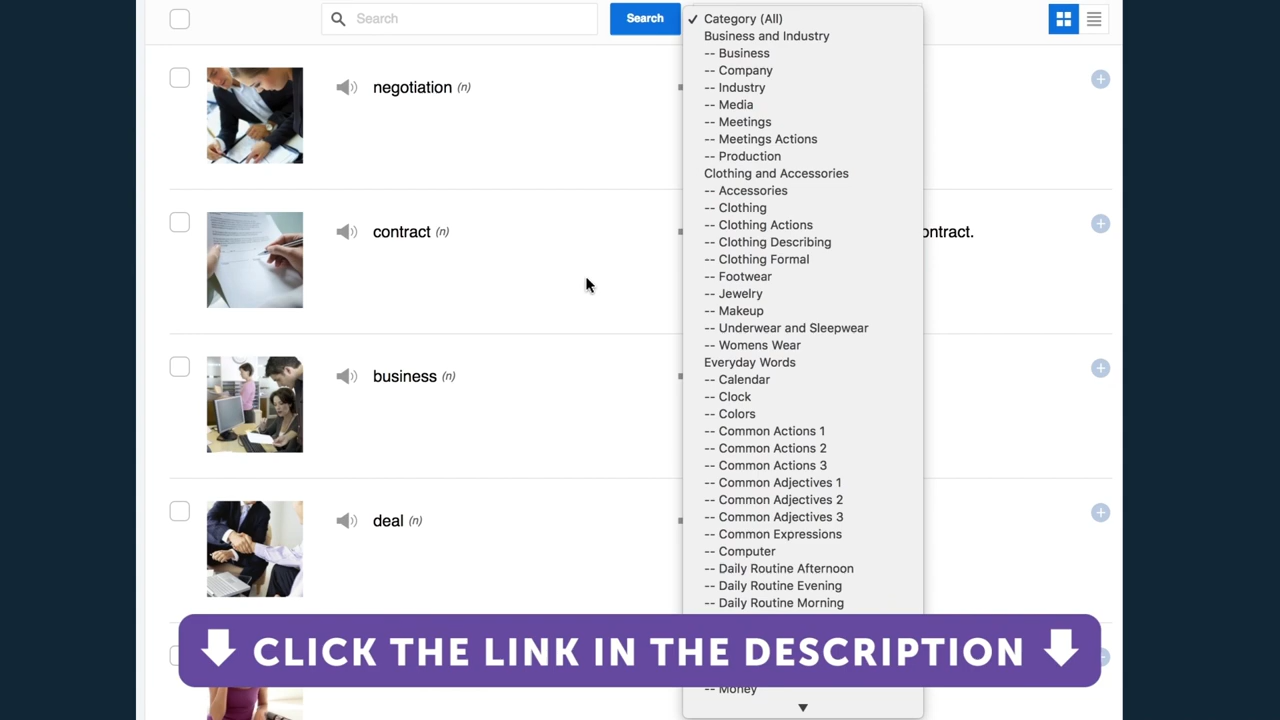 Search
Search
✓ Category (All)
Business and Industry
-- Business
-- Company
-- Industry
-- Media
-- Meetings
-- Meetings Actions
-- Production
Clothing and Accessories
-- Accessories
-- Clothing
-- Clothing Actions
-- Clothing Describing
-- Clothing Formal
-- Footwear
-- Jewelry
-- Makeup
-- Underwear and Sleepwear
-- Womens Wear
Everyday Words
-- Calendar
-- Clock
-- Colors
-- Common Actions 1
-- Common Actions 2
-- Common Actions 3
-- Common Adjectives 1
-- Common Adjectives 2
-- Common Adjectives 3
-- Common Expressions
-- Computer
-- Daily Routine Afternoon
-- Daily Routine Evening
-- Daily Routine Morning
-- Money
negotiation (n)
contract (n)
ontract.
business (n)
deal (n)
CLICK THE LINK IN THE DESCRIPTION